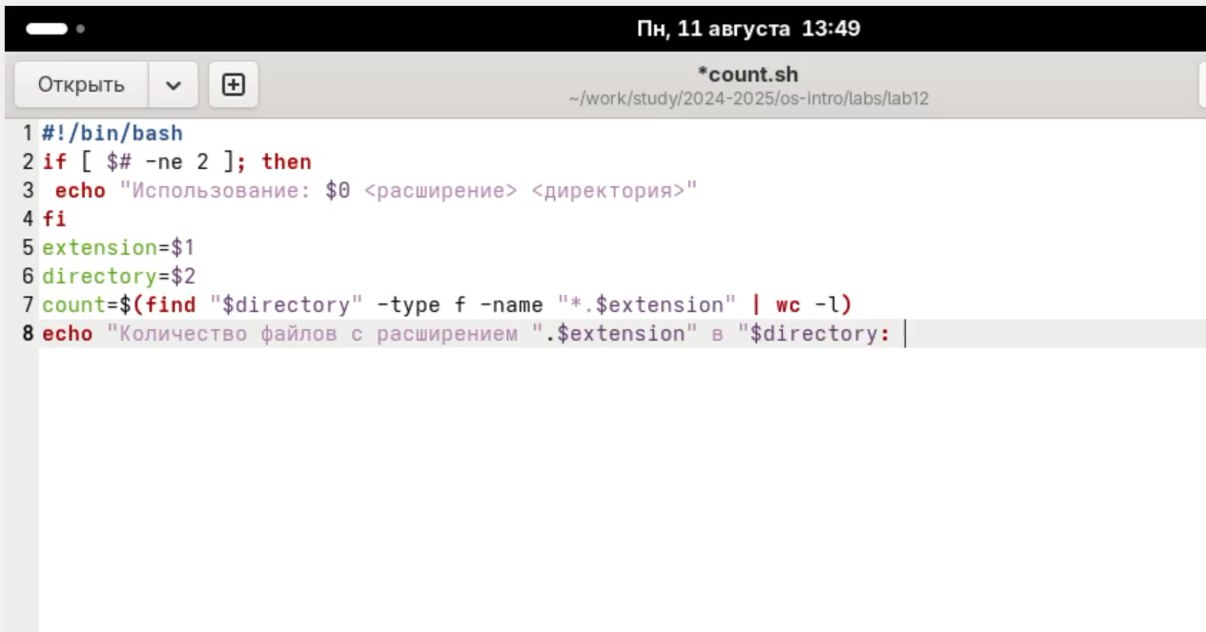 Пн, 11 августа 13:49
Открыть
*count.sh
~/work/study/2024-2025/os-intro/labs/lab12
1 #!/bin/bash
2 if [ $# -ne 2 ]; then
3  echo "Использование: $0 <расширение> <директория>"
4 fi
5 extension=$1
6 directory=$2
7 count=$(find "$directory" -type f -name "*.$extension" | wc -l)
8 echo "Количество файлов с расширением ".$extension" в "$directory: